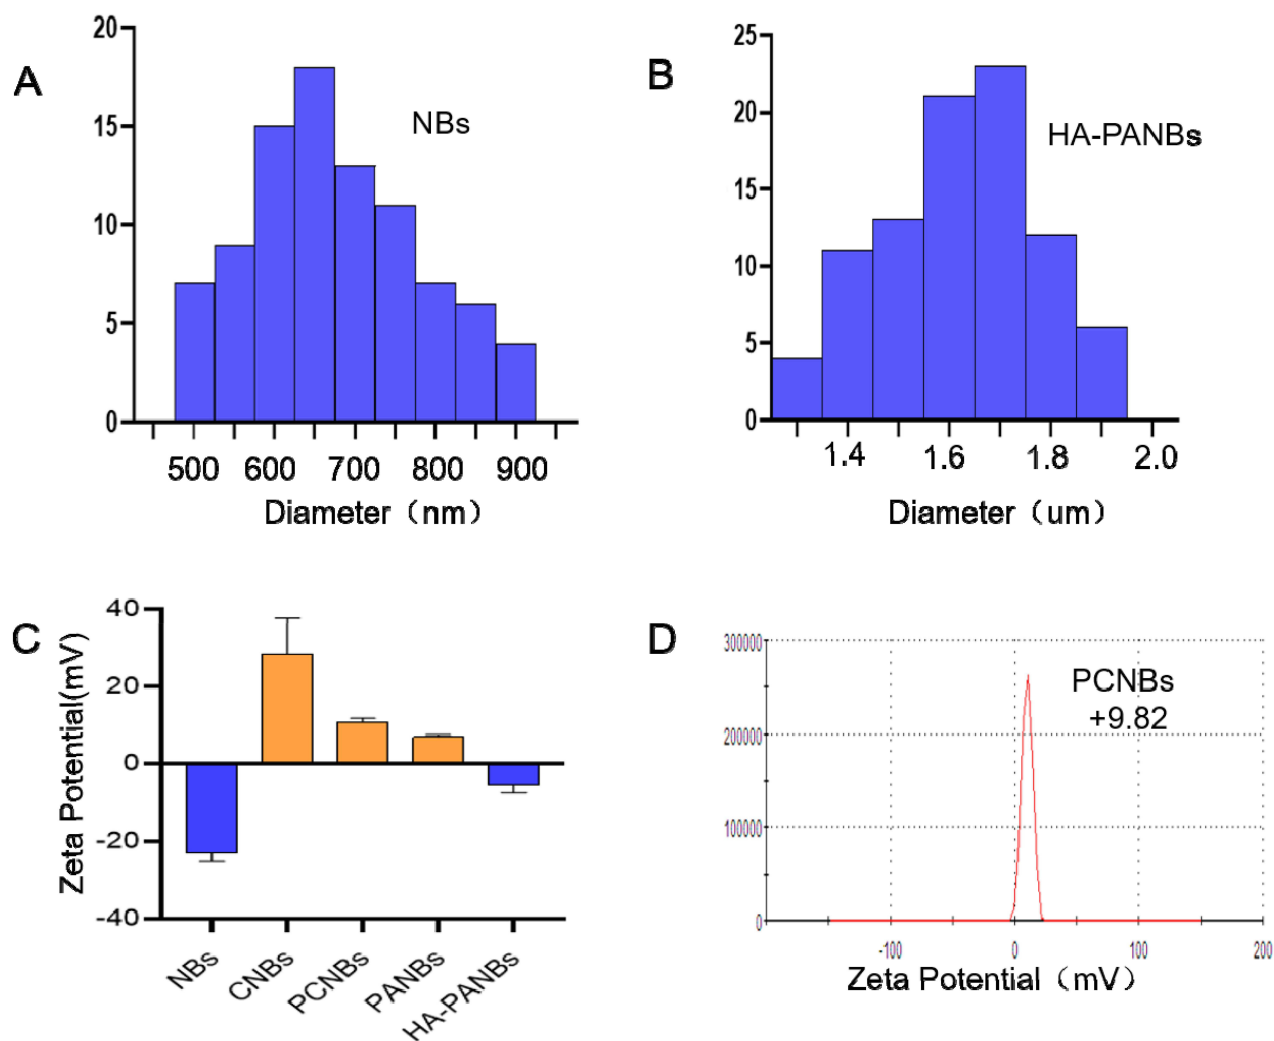 A
20
15
10
5
0
NBs
500 600 700 800 900
Diameter（nm）
B
25
20
15
10
5
0
HA-PANBs
1.4 1.6 1.8 2.0
Diameter（um）
C
Zeta Potential(mV)
40
20
0
-20
-40
NBs
CNBs
PCNBs
PANBs
HA-PANBs
D
300000
200000
100000
0
PCNBs
+9.82
-100 0 100 200
Zeta Potential（mV）